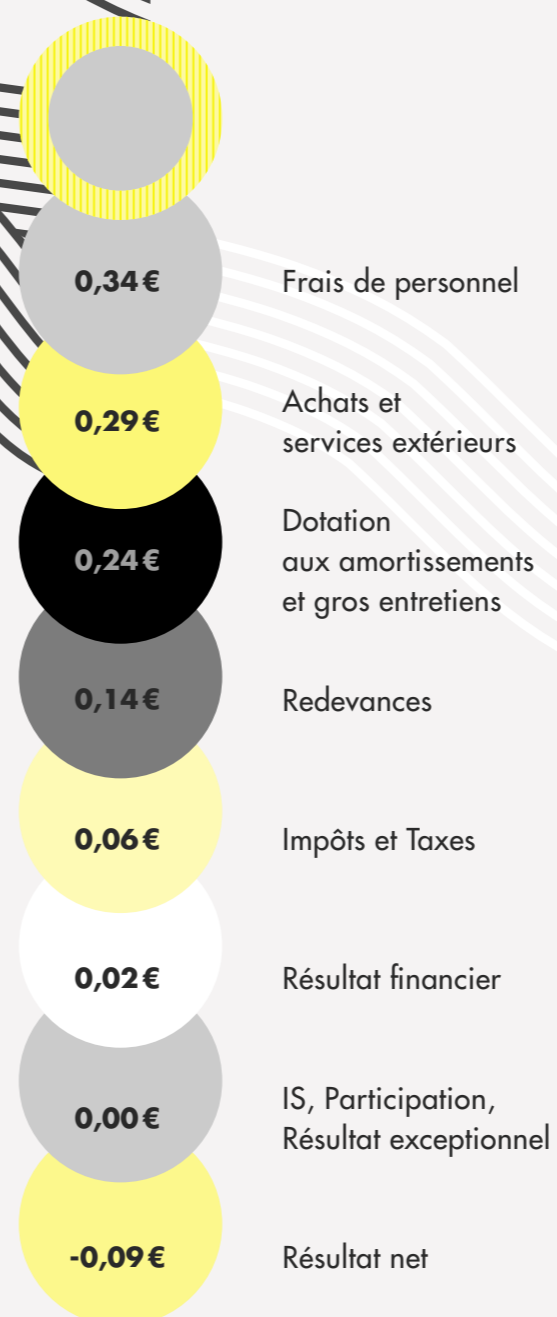 0,34 € Frais de personnel
0,29 € Achats et
services extérieurs
0,24 € Dotation
aux amortissements
et gros entretiens
0,14 € Redevances
0,06 € Impôts et Taxes
0,02 € Résultat financier
0,00 € IS, Participation,
Résultat exceptionnel
-0,09 € Résultat net